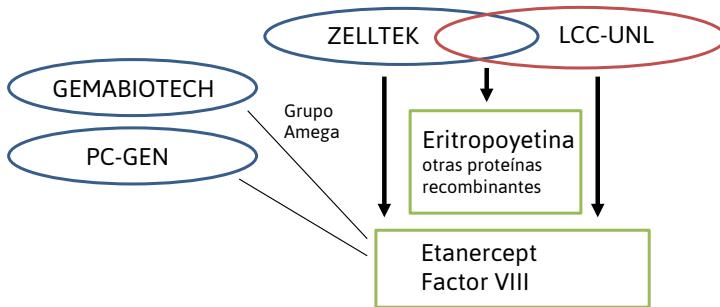 ZELLTEK
LCC-UNL
GEMABIOTECH
Grupo
Amega
PC-GEN
Eritropoyetina
otras proteínas
recombinantes
Etanercept
Factor VIII